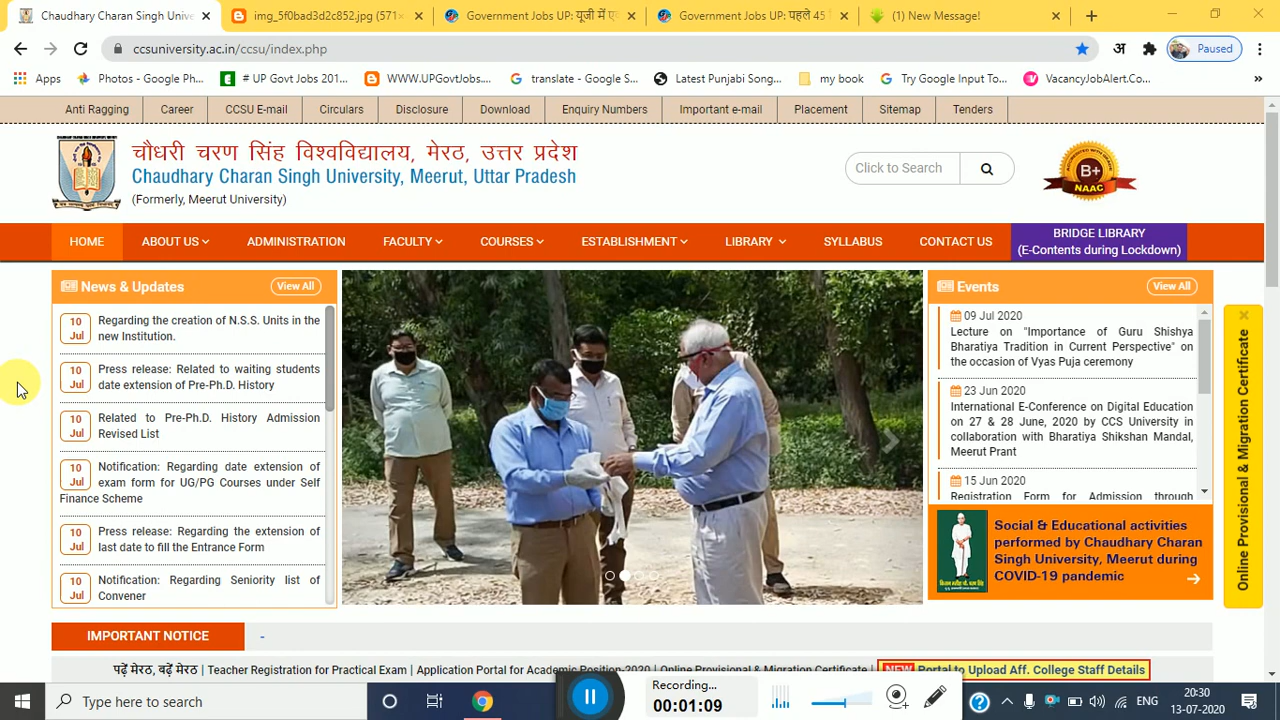 Chaudhary Charan Singh Unive
img_5f0bad3d2c852.jpg (571×
Government Jobs UP: यूजी में ए
Government Jobs UP: पहले 45
(1) New Message!
ccsuniversity.ac.in/ccsu/index.php
अ
Paused
Apps
Photos - Google Ph...
# UP Govt Jobs 201...
WWW.UPGovtJobs....
translate - Google S...
Latest Punjabi Song...
my book
Try Google Input To...
VacancyJobAlert.Co...
»
Anti Ragging
Career
CCSU E-mail
Circulars
Disclosure
Download
Enquiry Numbers
Important e-mail
Placement
Sitemap
Tenders
चौधरी चरण सिंह विश्वविद्यालय, मेरठ, उत्तर प्रदेश
Chaudhary Charan Singh University, Meerut, Uttar Pradesh
(Formerly, Meerut University)
Click to Search
B+
NAAC
HOME
ABOUT US
ADMINISTRATION
FACULTY
COURSES
ESTABLISHMENT
LIBRARY
SYLLABUS
CONTACT US
BRIDGE LIBRARY
(E-Contents during Lockdown)
News & Updates
View All
10 Jul
Regarding the creation of N.S.S. Units in the
new Institution.
10 Jul
Press release: Related to waiting students
date extension of Pre-Ph.D. History
10 Jul
Related to Pre-Ph.D. History Admission
Revised List
10 Jul
Notification: Regarding date extension of
exam form for UG/PG Courses under Self
Finance Scheme
10 Jul
Press release: Regarding the extension of
last date to fill the Entrance Form
10 Jul
Notification: Regarding Seniority list of
Convener
Events
View All
09 Jul 2020
Lecture on "Importance of Guru Shishya
Bharatiya Tradition in Current Perspective" on
the occasion of Vyas Puja ceremony
23 Jun 2020
International E-Conference on Digital Education
on 27 & 28 June, 2020 by CCS University in
collaboration with Bharatiya Shikshan Mandal,
Meerut Prant
15 Jun 2020
Registration Form for Admission through
Social & Educational activities
performed by Chaudhary Charan
Singh University, Meerut during
COVID-19 pandemic
Online Provisional & Migration Certificate
IMPORTANT NOTICE
-
पढ़ें मेरठ, बढ़ें मेरठ | Teacher Registration for Practical Exam | Application Portal for Academic Position-2020 | Online Provisional & Migration Certificate |
NEW Portal to Upload Aff. College Staff Details
Type here to search
Recording...
00:01:09
ENG
20:30
13-07-2020